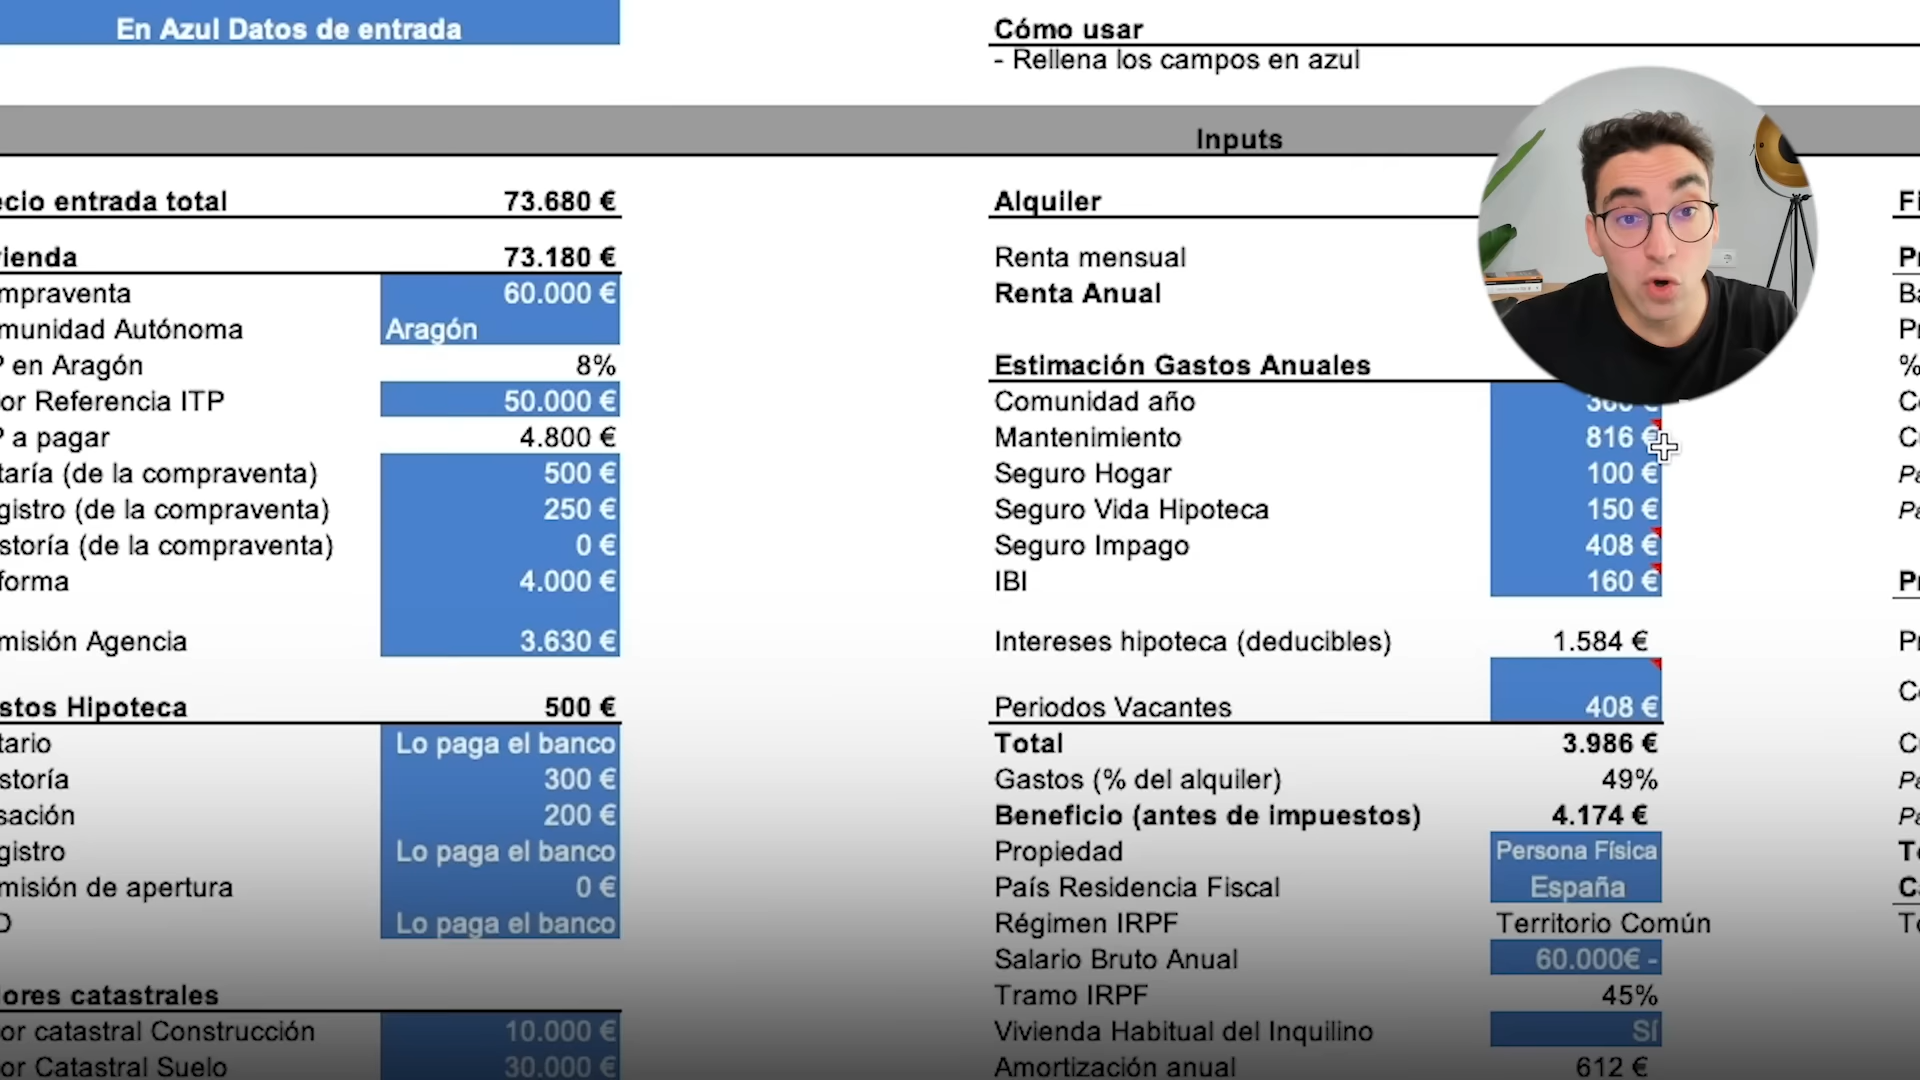 En Azul Datos de entrada
Cómo usar
- Rellena los campos en azul
Inputs
ecio entrada total 73.680 €
ienda 73.180 €
mpraventa 60.000 €
munidad Autónoma Aragón
en Aragón 8%
or Referencia ITP 50.000 €
a pagar 4.800 €
taría (de la compraventa) 500 €
gistro (de la compraventa) 250 €
storía (de la compraventa) 0 €
forma 4.000 €
misión Agencia 3.630 €
stos Hipoteca 500 €
tario Lo paga el banco
storía 300 €
sación 200 €
gistro Lo paga el banco
misión de apertura 0 €
D Lo paga el banco
lores catastrales
or catastral Construcción 10.000 €
or Catastral Suelo 30.000 €
Alquiler
Renta mensual
Renta Anual
Estimación Gastos Anuales
Comunidad año
Mantenimiento 816 €
Seguro Hogar 100 €
Seguro Vida Hipoteca 150 €
Seguro Impago 408 €
IBI 160 €
Intereses hipoteca (deducibles) 1.584 €
Periodos Vacantes 408 €
Total 3.986 €
Gastos (% del alquiler) 49%
Beneficio (antes de impuestos) 4.174 €
Propiedad Persona Física
País Residencia Fiscal España
Régimen IRPF Territorio Común
Salario Bruto Anual 60.000€ -
Tramo IRPF 45%
Vivienda Habitual del Inquilino Sí
Amortización anual 612 €
Fi
Pr
Ba
Pr
%